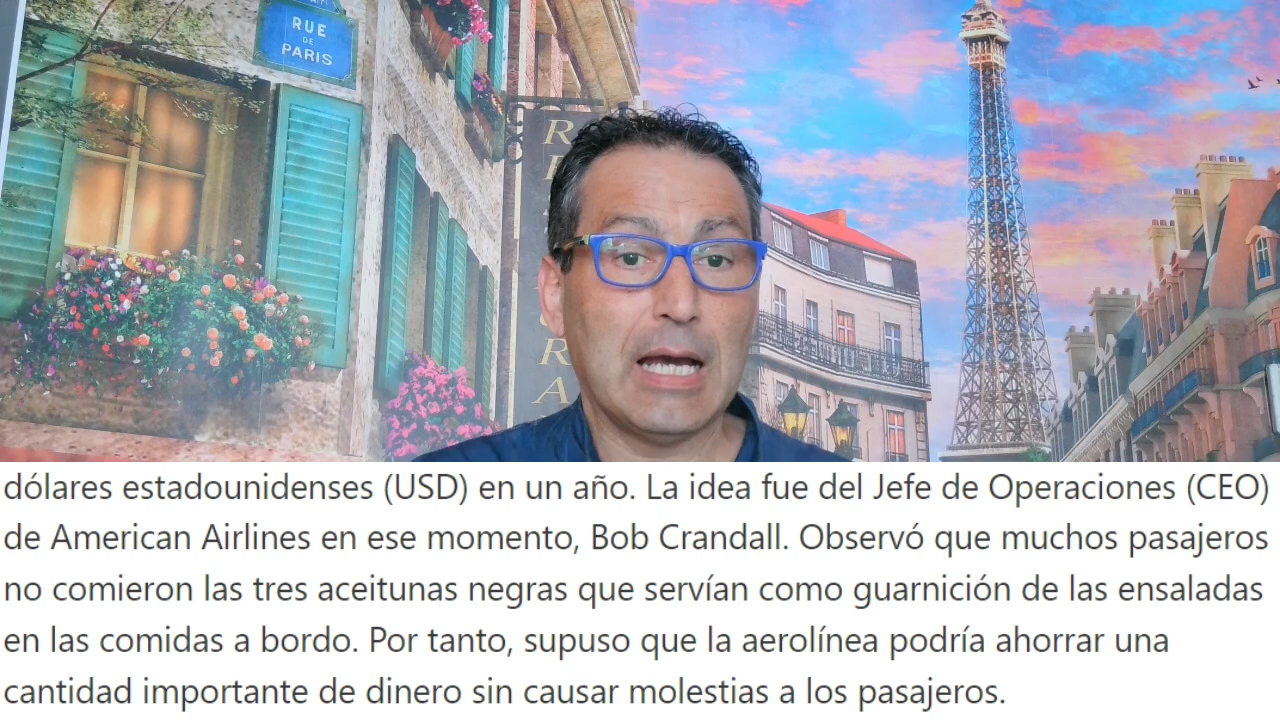 RUE
DE
PARIS
R
R
A
dólares estadounidenses (USD) en un año. La idea fue del Jefe de Operaciones (CEO)
de American Airlines en ese momento, Bob Crandall. Observó que muchos pasajeros
no comieron las tres aceitunas negras que servían como guarnición de las ensaladas
en las comidas a bordo. Por tanto, supuso que la aerolínea podría ahorrar una
cantidad importante de dinero sin causar molestias a los pasajeros.